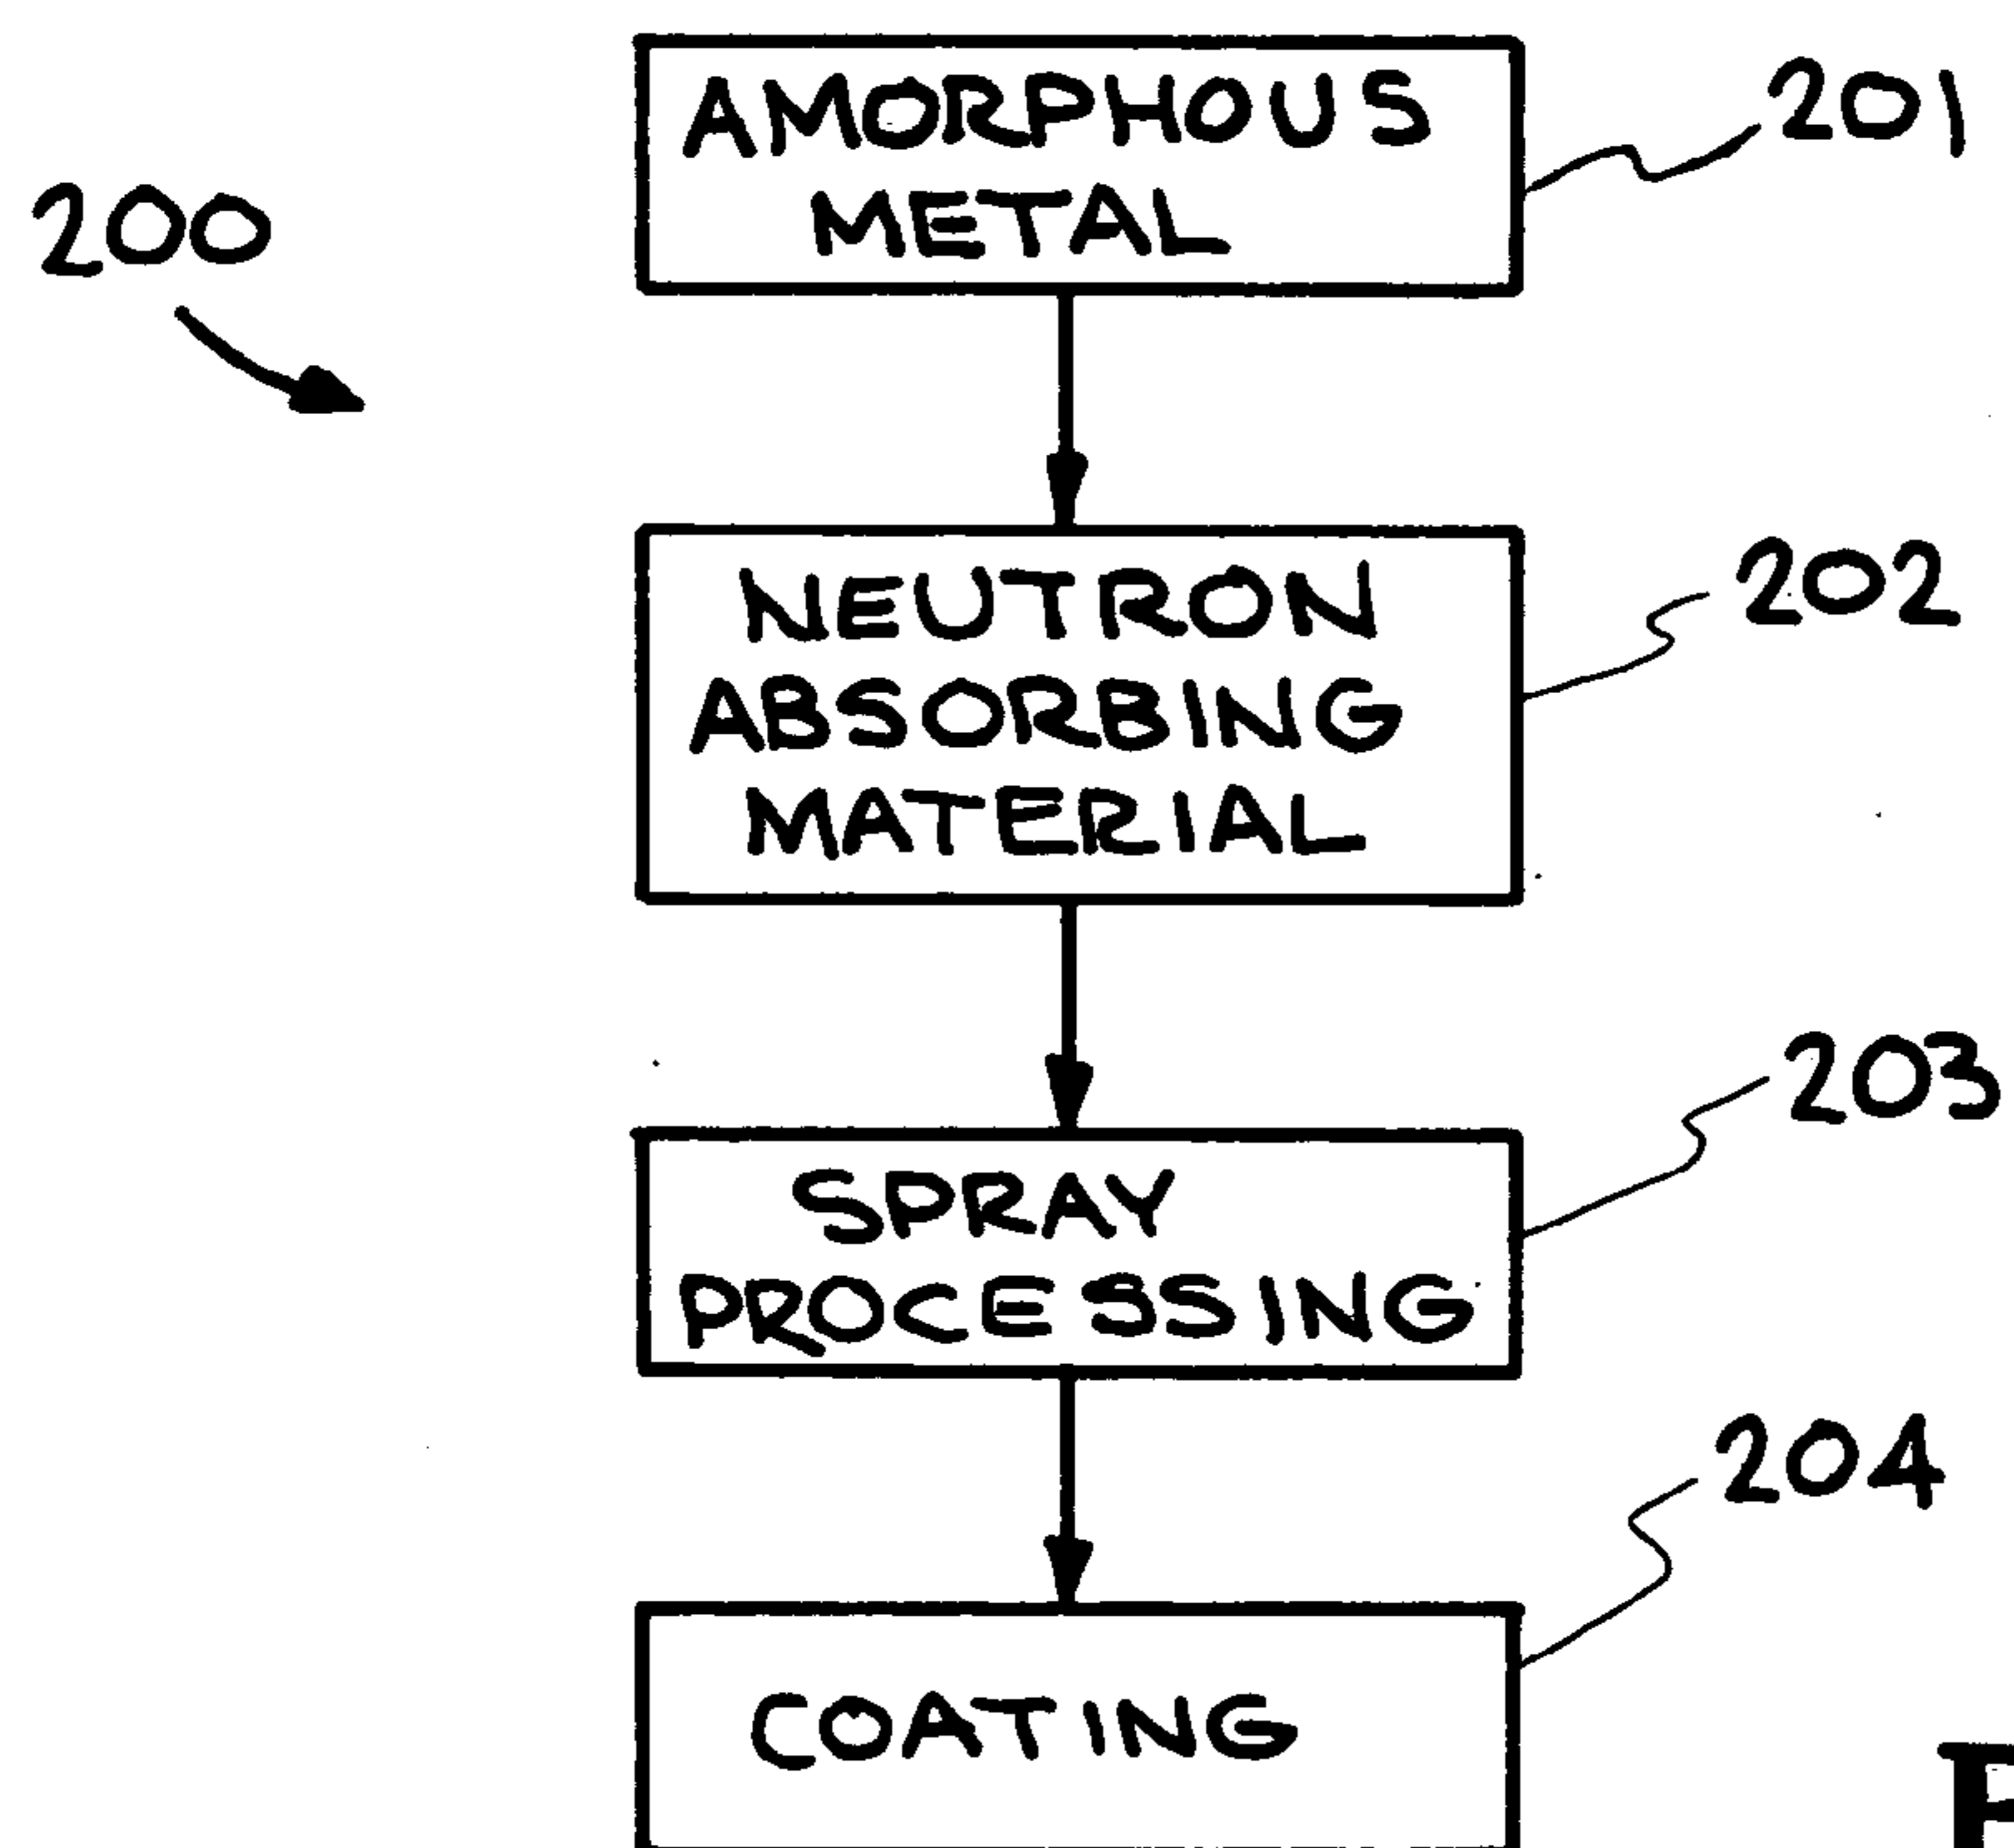 AMORPHOUS
METAL
201
200
NEUTRON
ABSORBING
MATERIAL
202
SPRAY
PROCESSING
203
COATING
204